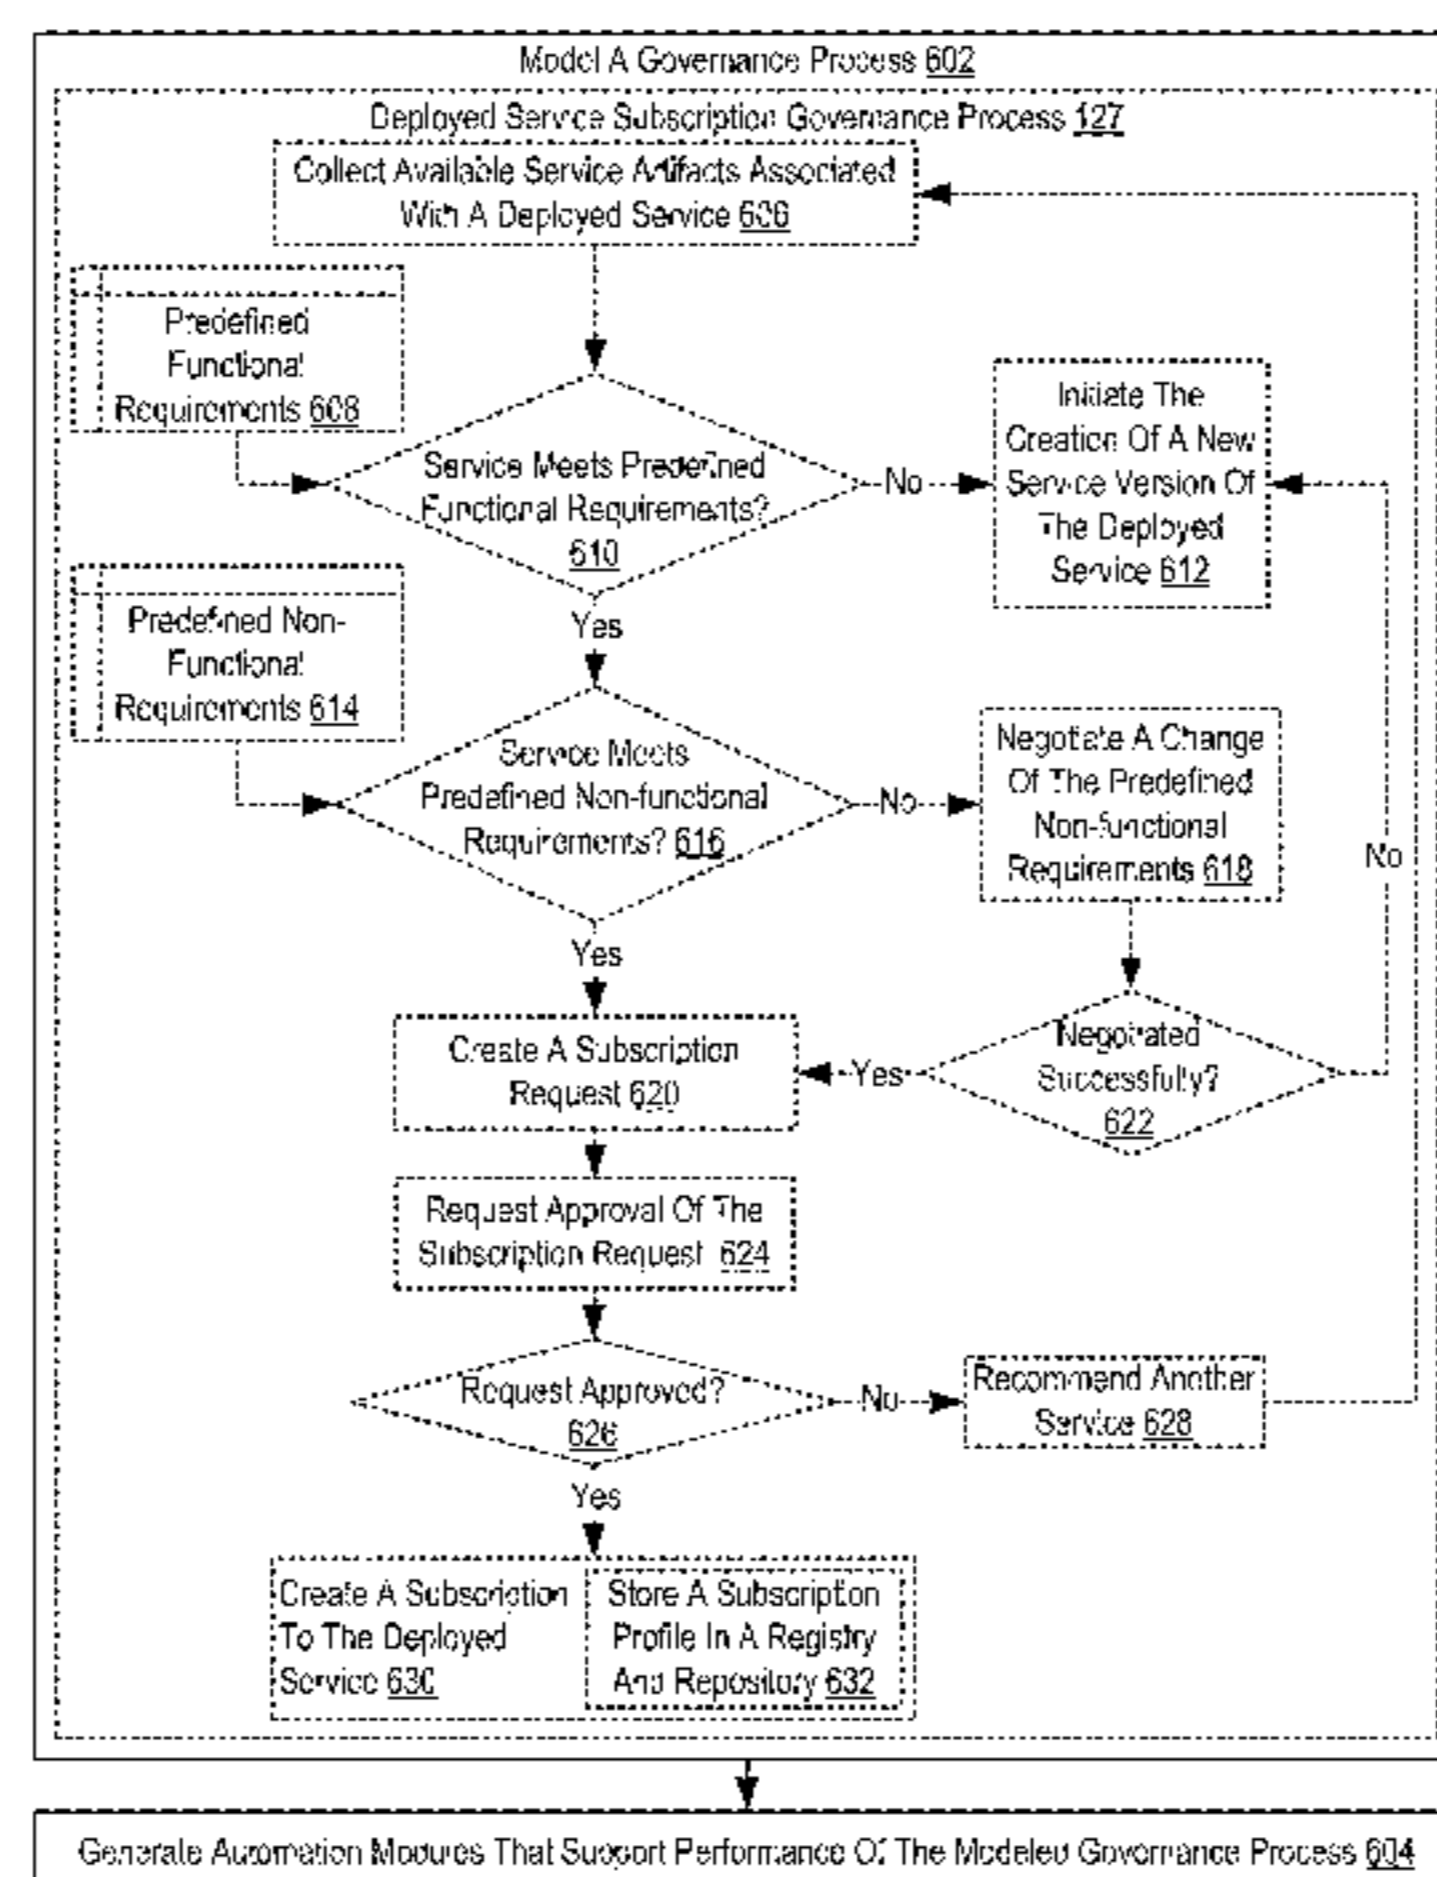 Model A Governance Process 602
Deployed Service Subscription Governance Process 127
Collect Available Service Artifacts Associated
With A Deployed Service 606
Predefined
Functional
Requirements 608
Service Meets Predefined
Functional Requirements?
610
No
Initiate The
Creation Of A New
Service Version Of
The Deployed
Service 612
Yes
Predefined Non-
Functional
Requirements 614
Service Meets
Predefined Non-functional
Requirements? 616
No
Negotiate A Change
Of The Predefined
Non-functional
Requirements 618
No
Yes
Create A Subscription
Request 620
Yes
Negotiated
Successfully?
622
Request Approval Of The
Subscription Request 624
Request Approved?
626
No
Recommend Another
Service 628
Yes
Create A Subscription
To The Deployed
Service 630
Store A Subscription
Profile In A Registry
And Repository 632
Generate Automation Modules That Support Performance Of The Modeled Governance Process 604